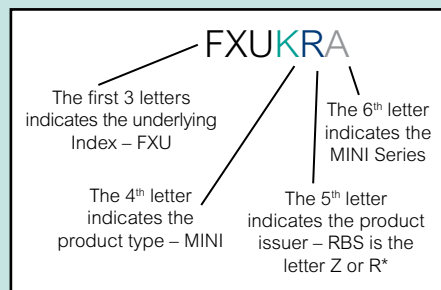 FXUKRA
The first 3 letters
indicates the underlying
Index – FXU
The 6th letter
indicates the
MINI Series
The 4th letter
indicates the
product type – MINI
The 5th letter
indicates the product
issuer – RBS is the
letter Z or R*